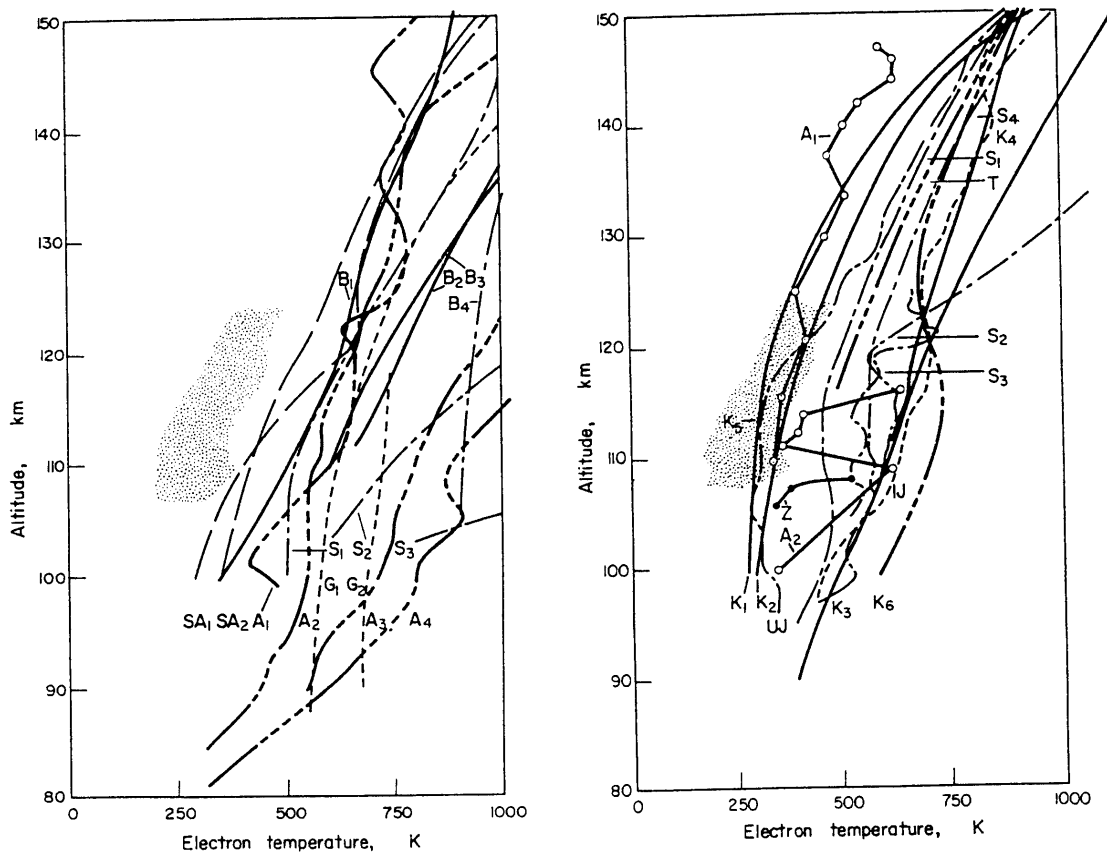 150
140
130
120
110
100
90
80
Altitude, km
0
250
500
750
1000
Electron temperature, K
B₁
B₂B₃
B₄
S₁ S₂ S₃
G₁ G₂
SA₁ SA₂ A₁ A₂ A₃ A₄
150
140
130
120
110
100
90
80
Altitude, km
0
250
500
750
1000
Electron temperature, K
A₁
S₄
K₄
S₁
T
S₂
S₃
K₅
IJ
Z
A₂
K₁ K₂ K₃ K₆
UJ